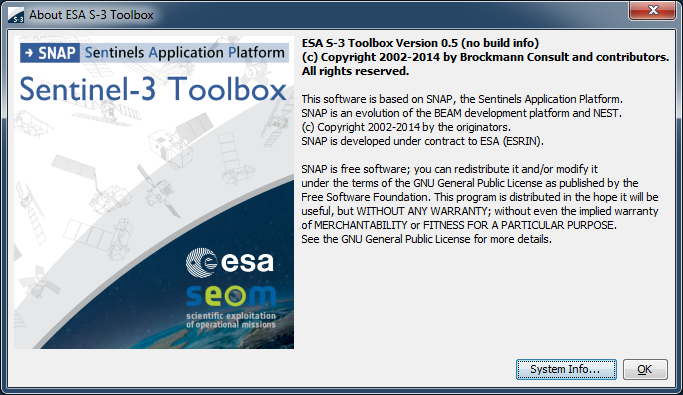 S-3 About ESA S-3 Toolbox
→ SNAP Sentinels Application Platform
Sentinel-3 Toolbox
esa
seom
scientific exploitation
of operational missions
ESA S-3 Toolbox Version 0.5 (no build info)
(c) Copyright 2002-2014 by Brockmann Consult and contributors.
All rights reserved.
This software is based on SNAP, the Sentinels Application Platform.
SNAP is an evolution of the BEAM development platform and NEST.
(c) Copyright 2002-2014 by the originators.
SNAP is developed under contract to ESA (ESRIN).
SNAP is free software; you can redistribute it and/or modify it
under the terms of the GNU General Public License as published by the
Free Software Foundation. This program is distributed in the hope it will be
useful, but WITHOUT ANY WARRANTY; without even the implied warranty
of MERCHANTABILITY or FITNESS FOR A PARTICULAR PURPOSE.
See the GNU General Public License for more details.
System Info...
OK